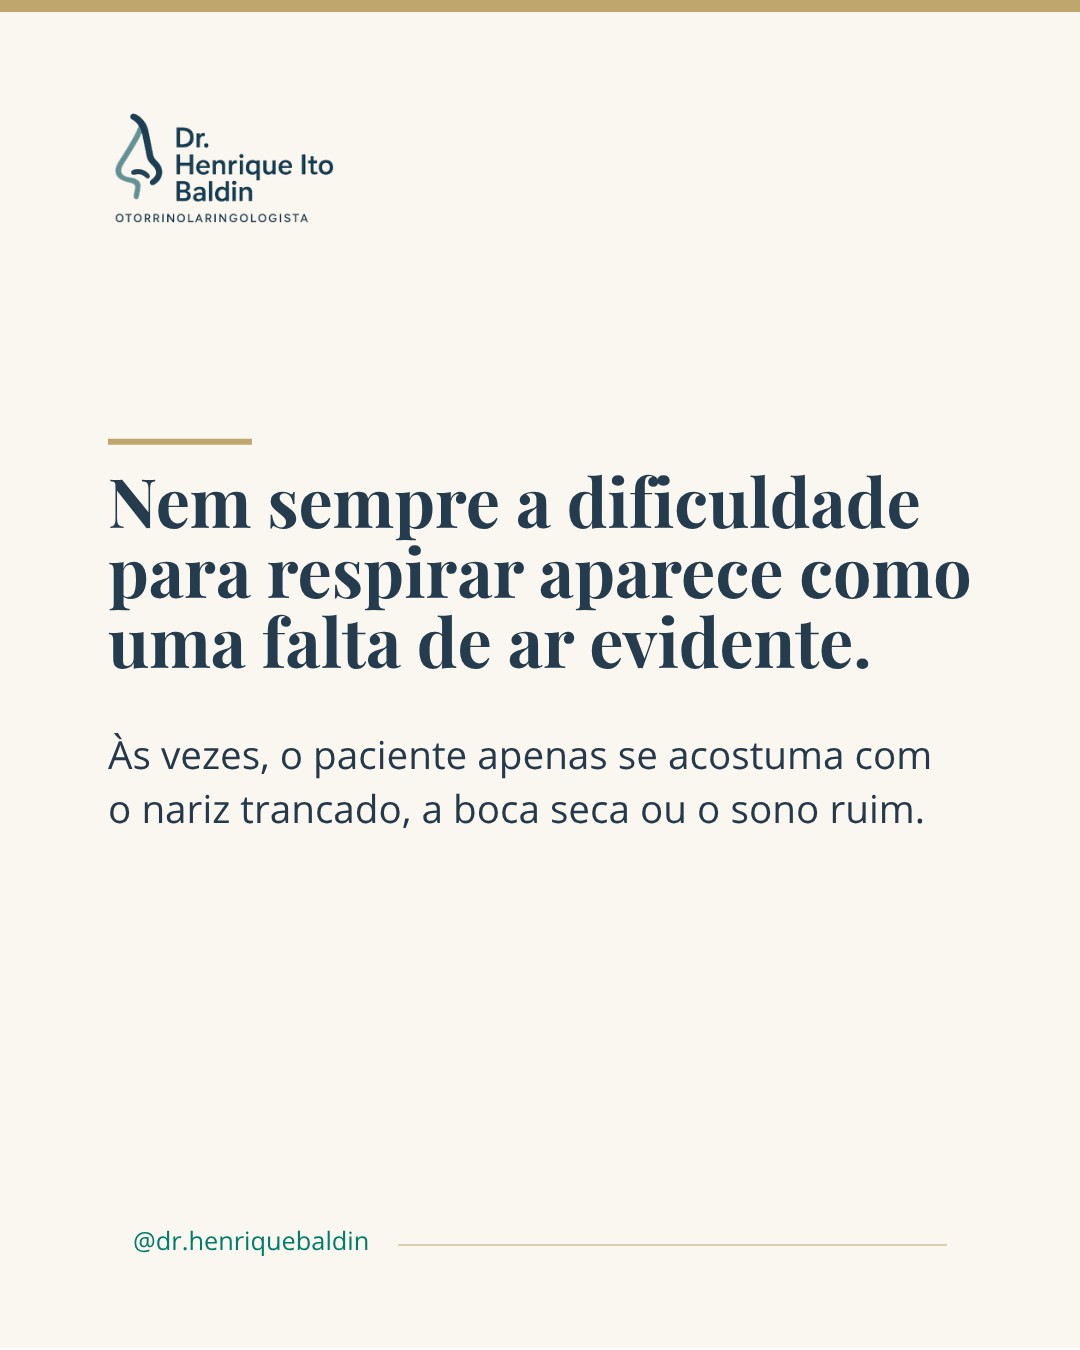 Dr.
Henrique Ito
Baldin
OTORRINOLARINGOLOGISTA
Nem sempre a dificuldade
para respirar aparece como
uma falta de ar evidente.
Às vezes, o paciente apenas se acostuma com
o nariz trancado, a boca seca ou o sono ruim.
@dr.henriquebaldin